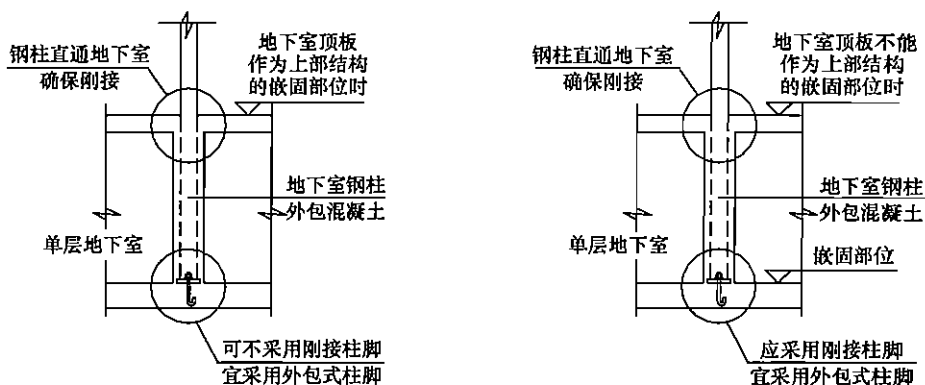 钢柱直通地下室
确保刚接
地下室顶板
作为上部结构
的嵌固部位时
地下室钢柱
外包混凝土
单层地下室
可不采用刚接柱脚
宜采用外包式柱脚
钢柱直通地下室
确保刚接
地下室顶板不能
作为上部结构
的嵌固部位时
地下室钢柱
外包混凝土
单层地下室
嵌固部位
应采用刚接柱脚
宜采用外包式柱脚